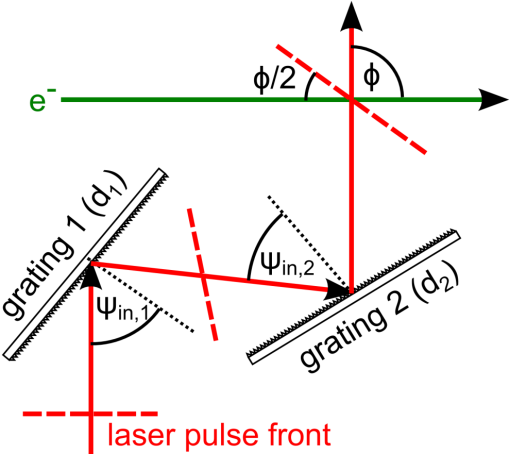 ϕ/2
ϕ
e⁻
grating 1 (d₁)
Ψin,1
Ψin,2
grating 2 (d₂)
laser pulse front